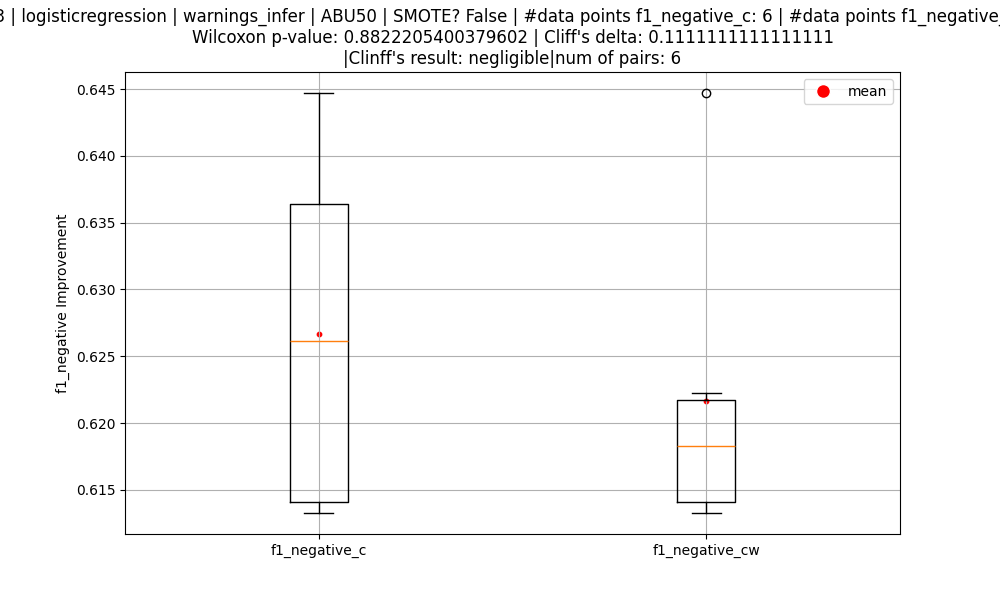 | logisticregression | warnings_infer | ABU50 | SMOTE? False | #data points f1_negative_c: 6 | #data points f1_negative_
Wilcoxon p-value: 0.8822205400379602 | Cliff's delta: 0.1111111111111111
|Clinff's result: negligible|num of pairs: 6
mean
0.645
0.640
0.635
0.630
0.625
0.620
0.615
f1_negative Improvement
f1_negative_c
f1_negative_cw